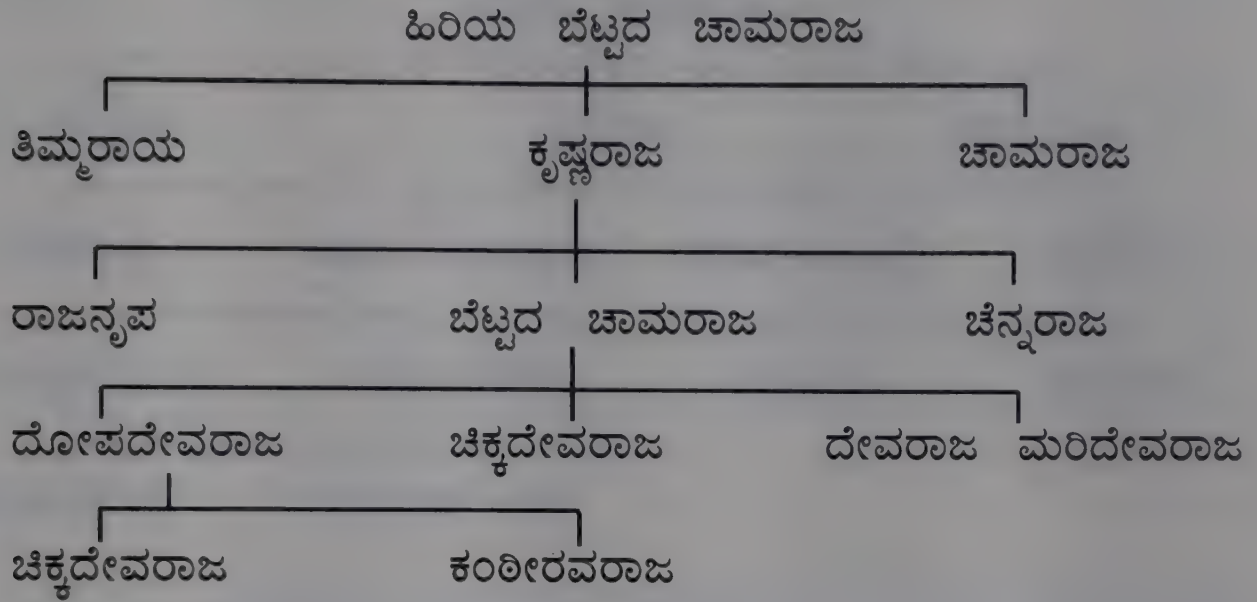 ಹಿರಿಯ ಬೆಟ್ಟದ ಚಾಮರಾಜ
ತಿಮ್ಮರಾಯ ಕೃಷ್ಣರಾಜ ಚಾಮರಾಜ
ರಾಜನೃಪ ಬೆಟ್ಟದ ಚಾಮರಾಜ ಚೆನ್ನರಾಜ
ದೋಪದೇವರಾಜ ಚಿಕ್ಕದೇವರಾಜ ದೇವರಾಜ ಮರಿದೇವರಾಜ
ಚಿಕ್ಕದೇವರಾಜ ಕಂಠೀರವರಾಜ